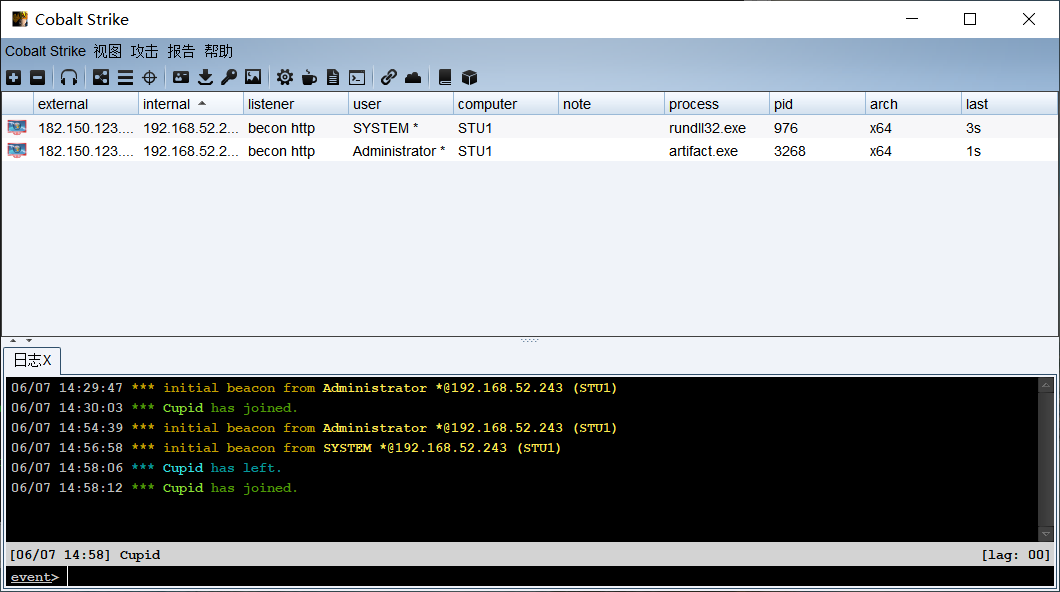 Cobalt Strike
Cobalt Strike 视图 攻击 报告 帮助
external internal listener user computer note process pid arch last
182.150.123.... 192.168.52.2... becon http SYSTEM * STU1 rundll32.exe 976 x64 3s
182.150.123.... 192.168.52.2... becon http Administrator * STU1 artifact.exe 3268 x64 1s
日志X
06/07 14:29:47 *** initial beacon from Administrator *@192.168.52.243 (STU1)
06/07 14:30:03 *** Cupid has joined.
06/07 14:54:39 *** initial beacon from Administrator *@192.168.52.243 (STU1)
06/07 14:56:58 *** initial beacon from SYSTEM *@192.168.52.243 (STU1)
06/07 14:58:06 *** Cupid has left.
06/07 14:58:12 *** Cupid has joined.
[06/07 14:58] Cupid [lag: 00]
event>